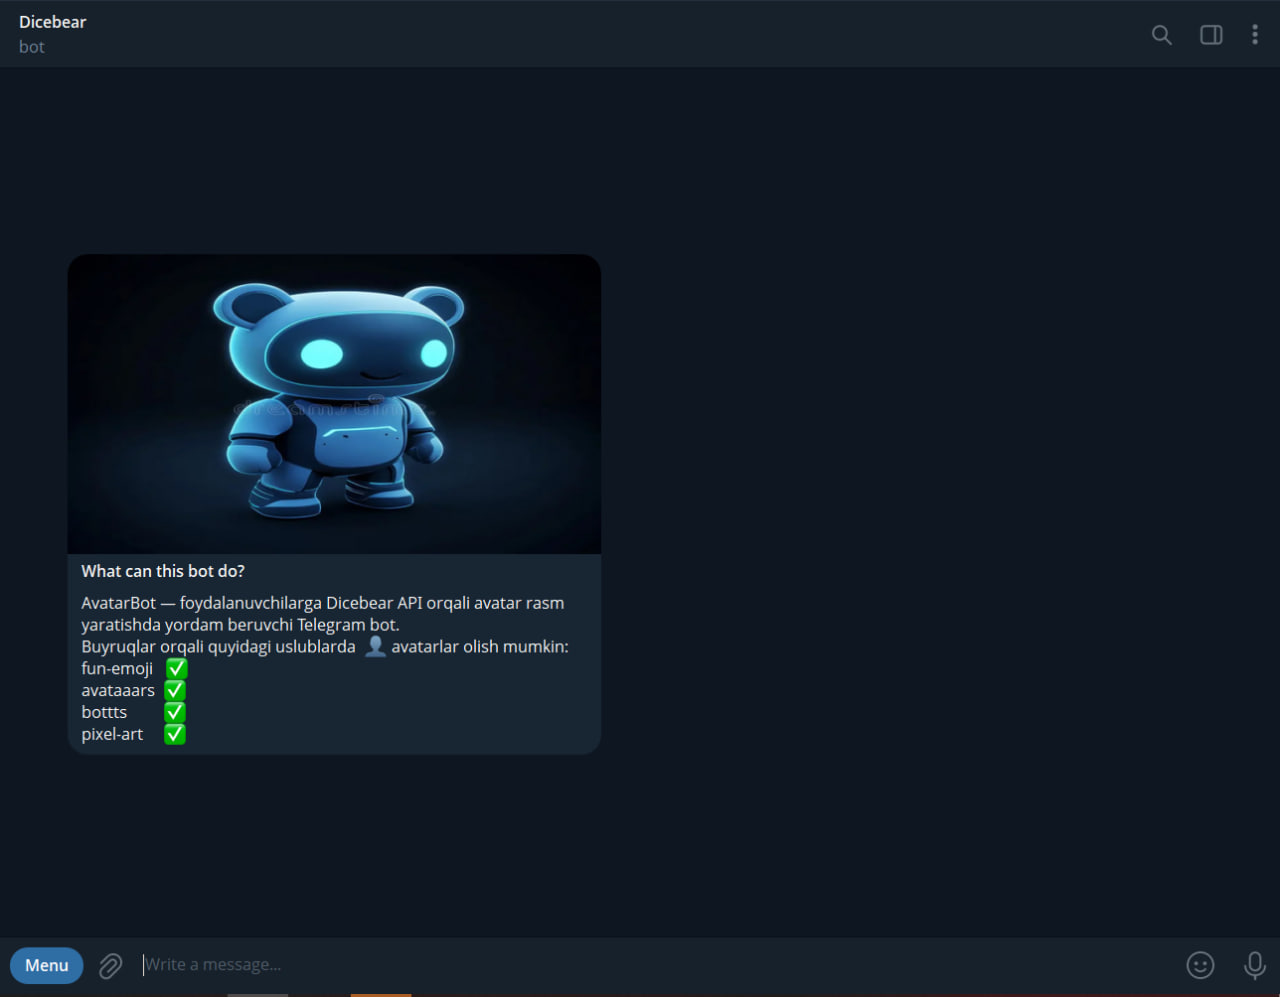 Dicebear
bot
dreamstime.
What can this bot do?
AvatarBot — foydalanuvchilarga Dicebear API orqali avatar rasm
yaratishda yordam beruvchi Telegram bot.
Buyruqlar orqali quyidagi uslublarda 👤 avatarlar olish mumkin:
fun-emoji ✅
avataaars ✅
bottts ✅
pixel-art ✅
Menu
Write a message...